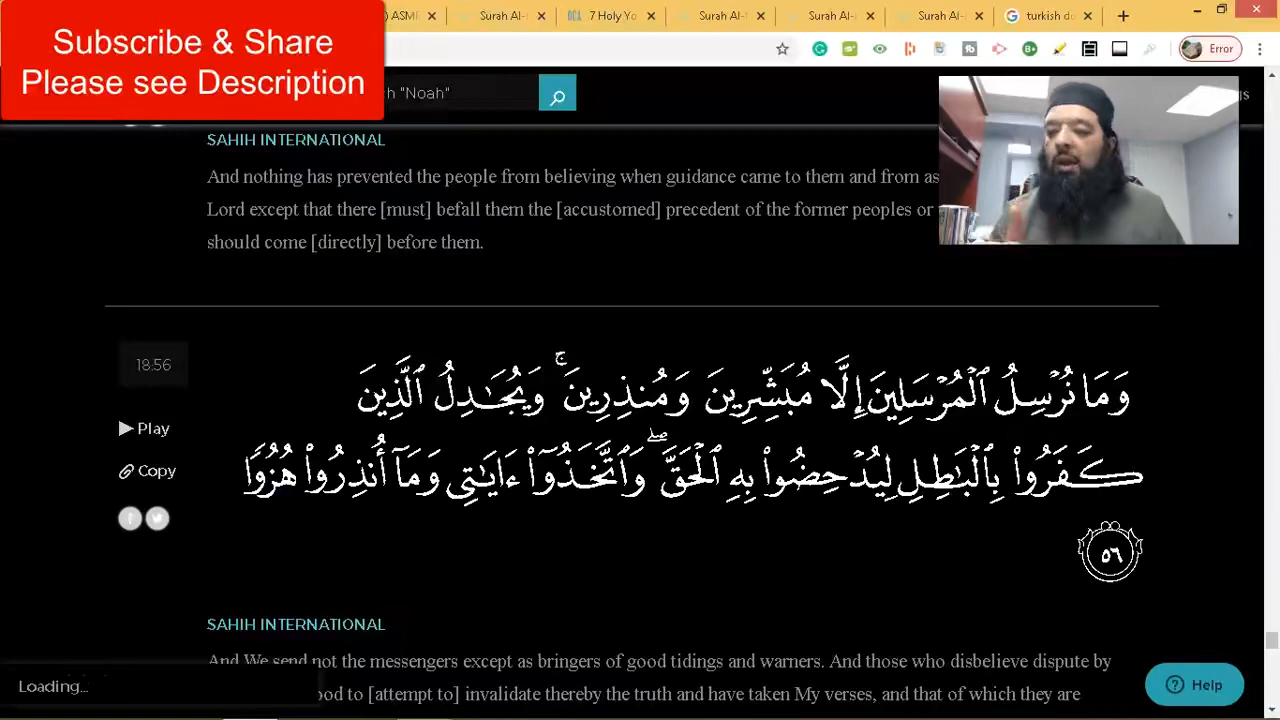 Subscribe & Share
Please see Description
) ASMI
Surah Al-
7 Holy Yo
Surah Al-
Surah Al-
Surah Al-
turkish do
Error
h "Noah"
SAHIH INTERNATIONAL
And nothing has prevented the people from believing when guidance came to them and from as
Lord except that there [must] befall them the [accustomed] precedent of the former peoples or
should come [directly] before them.
18:56
Play
Copy
وَمَا نُرْسِلُ ٱلْمُرْسَلِينَ إِلَّا مُبَشِّرِينَ وَمُنذِرِينَ ۚ وَيُجَـٰدِلُ ٱلَّذِينَ
كَفَرُوا۟ بِٱلْبَـٰطِلِ لِيُدْحِضُوا۟ بِهِ ٱلْحَقَّ ۖ وَٱتَّخَذُوٓا۟ ءَايَـٰتِى وَمَآ أُنذِرُوا۟ هُزُوًا
٥٦
SAHIH INTERNATIONAL
And We send not the messengers except as bringers of good tidings and warners. And those who disbelieve dispute by
ood to [attempt to] invalidate thereby the truth and have taken My verses, and that of which they are
Loading...
Help